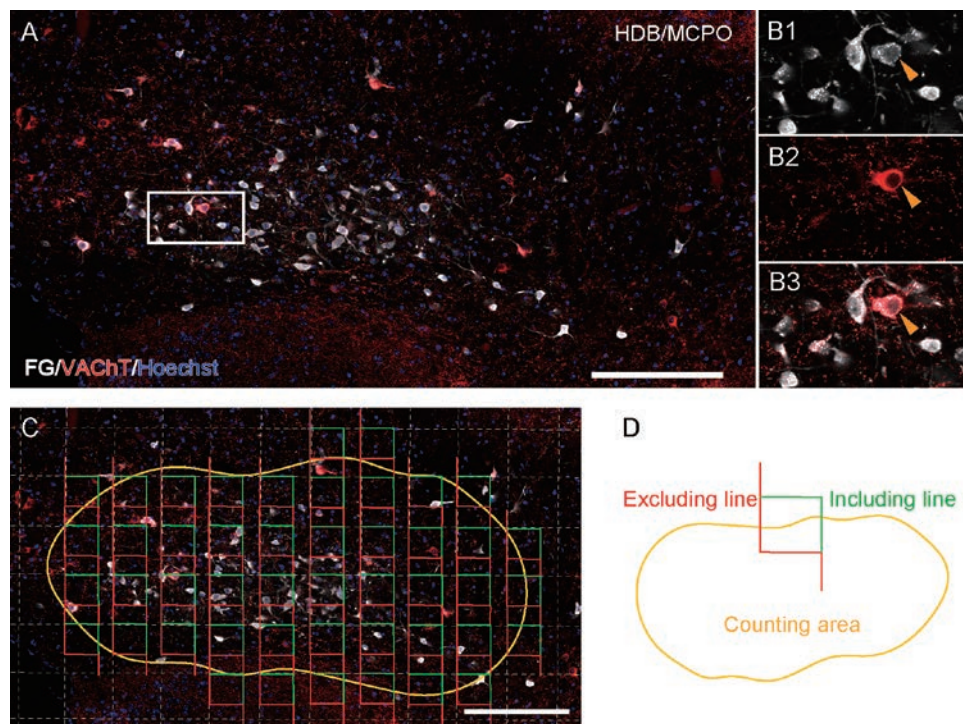 A
HDB/MCPO
FG/VAChT/Hoechst
B1
B2
B3
C
D
Excluding line
Including line
Counting area